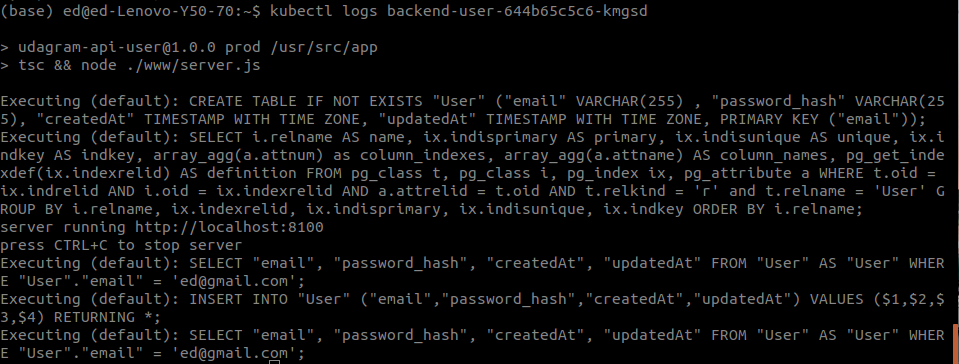 (base) ed@ed-Lenovo-Y50-70:~$ kubectl logs backend-user-644b65c5c6-kmgsd
> udagram-api-user@1.0.0 prod /usr/src/app
> tsc && node ./www/server.js
Executing (default): CREATE TABLE IF NOT EXISTS "User" ("email" VARCHAR(255) , "password_hash" VARCHAR(25
5), "createdAt" TIMESTAMP WITH TIME ZONE, "updatedAt" TIMESTAMP WITH TIME ZONE, PRIMARY KEY ("email"));
Executing (default): SELECT i.relname AS name, ix.indisprimary AS primary, ix.indisunique AS unique, ix.i
ndkey AS indkey, array_agg(a.attnum) as column_indexes, array_agg(a.attname) AS column_names, pg_get_inde
xdef(ix.indexrelid) AS definition FROM pg_class t, pg_class i, pg_index ix, pg_attribute a WHERE t.oid =
ix.indrelid AND i.oid = ix.indexrelid AND a.attrelid = t.oid AND t.relkind = 'r' and t.relname = 'User' G
ROUP BY i.relname, ix.indexrelid, ix.indisprimary, ix.indisunique, ix.indkey ORDER BY i.relname;
server running http://localhost:8100
press CTRL+C to stop server
Executing (default): SELECT "email", "password_hash", "createdAt", "updatedAt" FROM "User" AS "User" WHER
E "User"."email" = 'ed@gmail.com';
Executing (default): INSERT INTO "User" ("email","password_hash","createdAt","updatedAt") VALUES ($1,$2,$
3,$4) RETURNING *;
Executing (default): SELECT "email", "password_hash", "createdAt", "updatedAt" FROM "User" AS "User" WHER
E "User"."email" = 'ed@gmail.com';